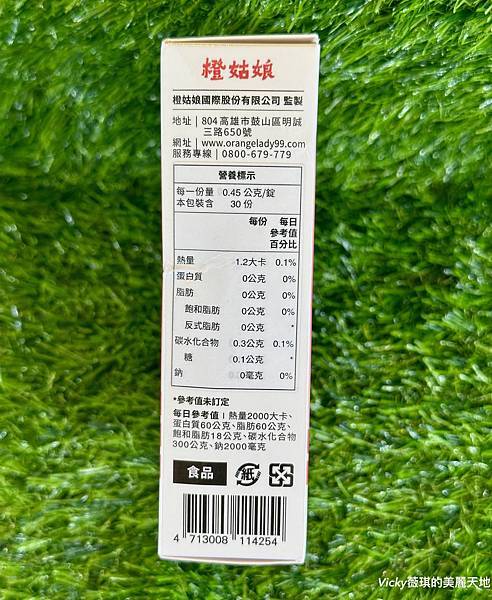 橙姑娘
橙姑娘國際股份有限公司 監製
地址｜804高雄市鼓山區明誠
三路650號
網址｜www.orangelady99.com
服務專線｜0800-679-779
營養標示
每一份量 0.45 公克/錠
本包裝含 30 份
每份 每日
參考值
百分比
熱量 1.2大卡 0.1%
蛋白質 0公克 0%
脂肪 0公克 0%
飽和脂肪 0公克 0%
反式脂肪 0公克 *
碳水化合物 0.3公克 0.1%
糖 0.1公克 *
鈉 0毫克 0%
*參考值未訂定
每日參考值｜熱量2000大卡、
蛋白質60公克、脂肪60公克、
飽和脂肪18公克、碳水化合物
300公克、鈉2000毫克
食品 紙
4 713008 114254
Vicky薇琪的美麗天地